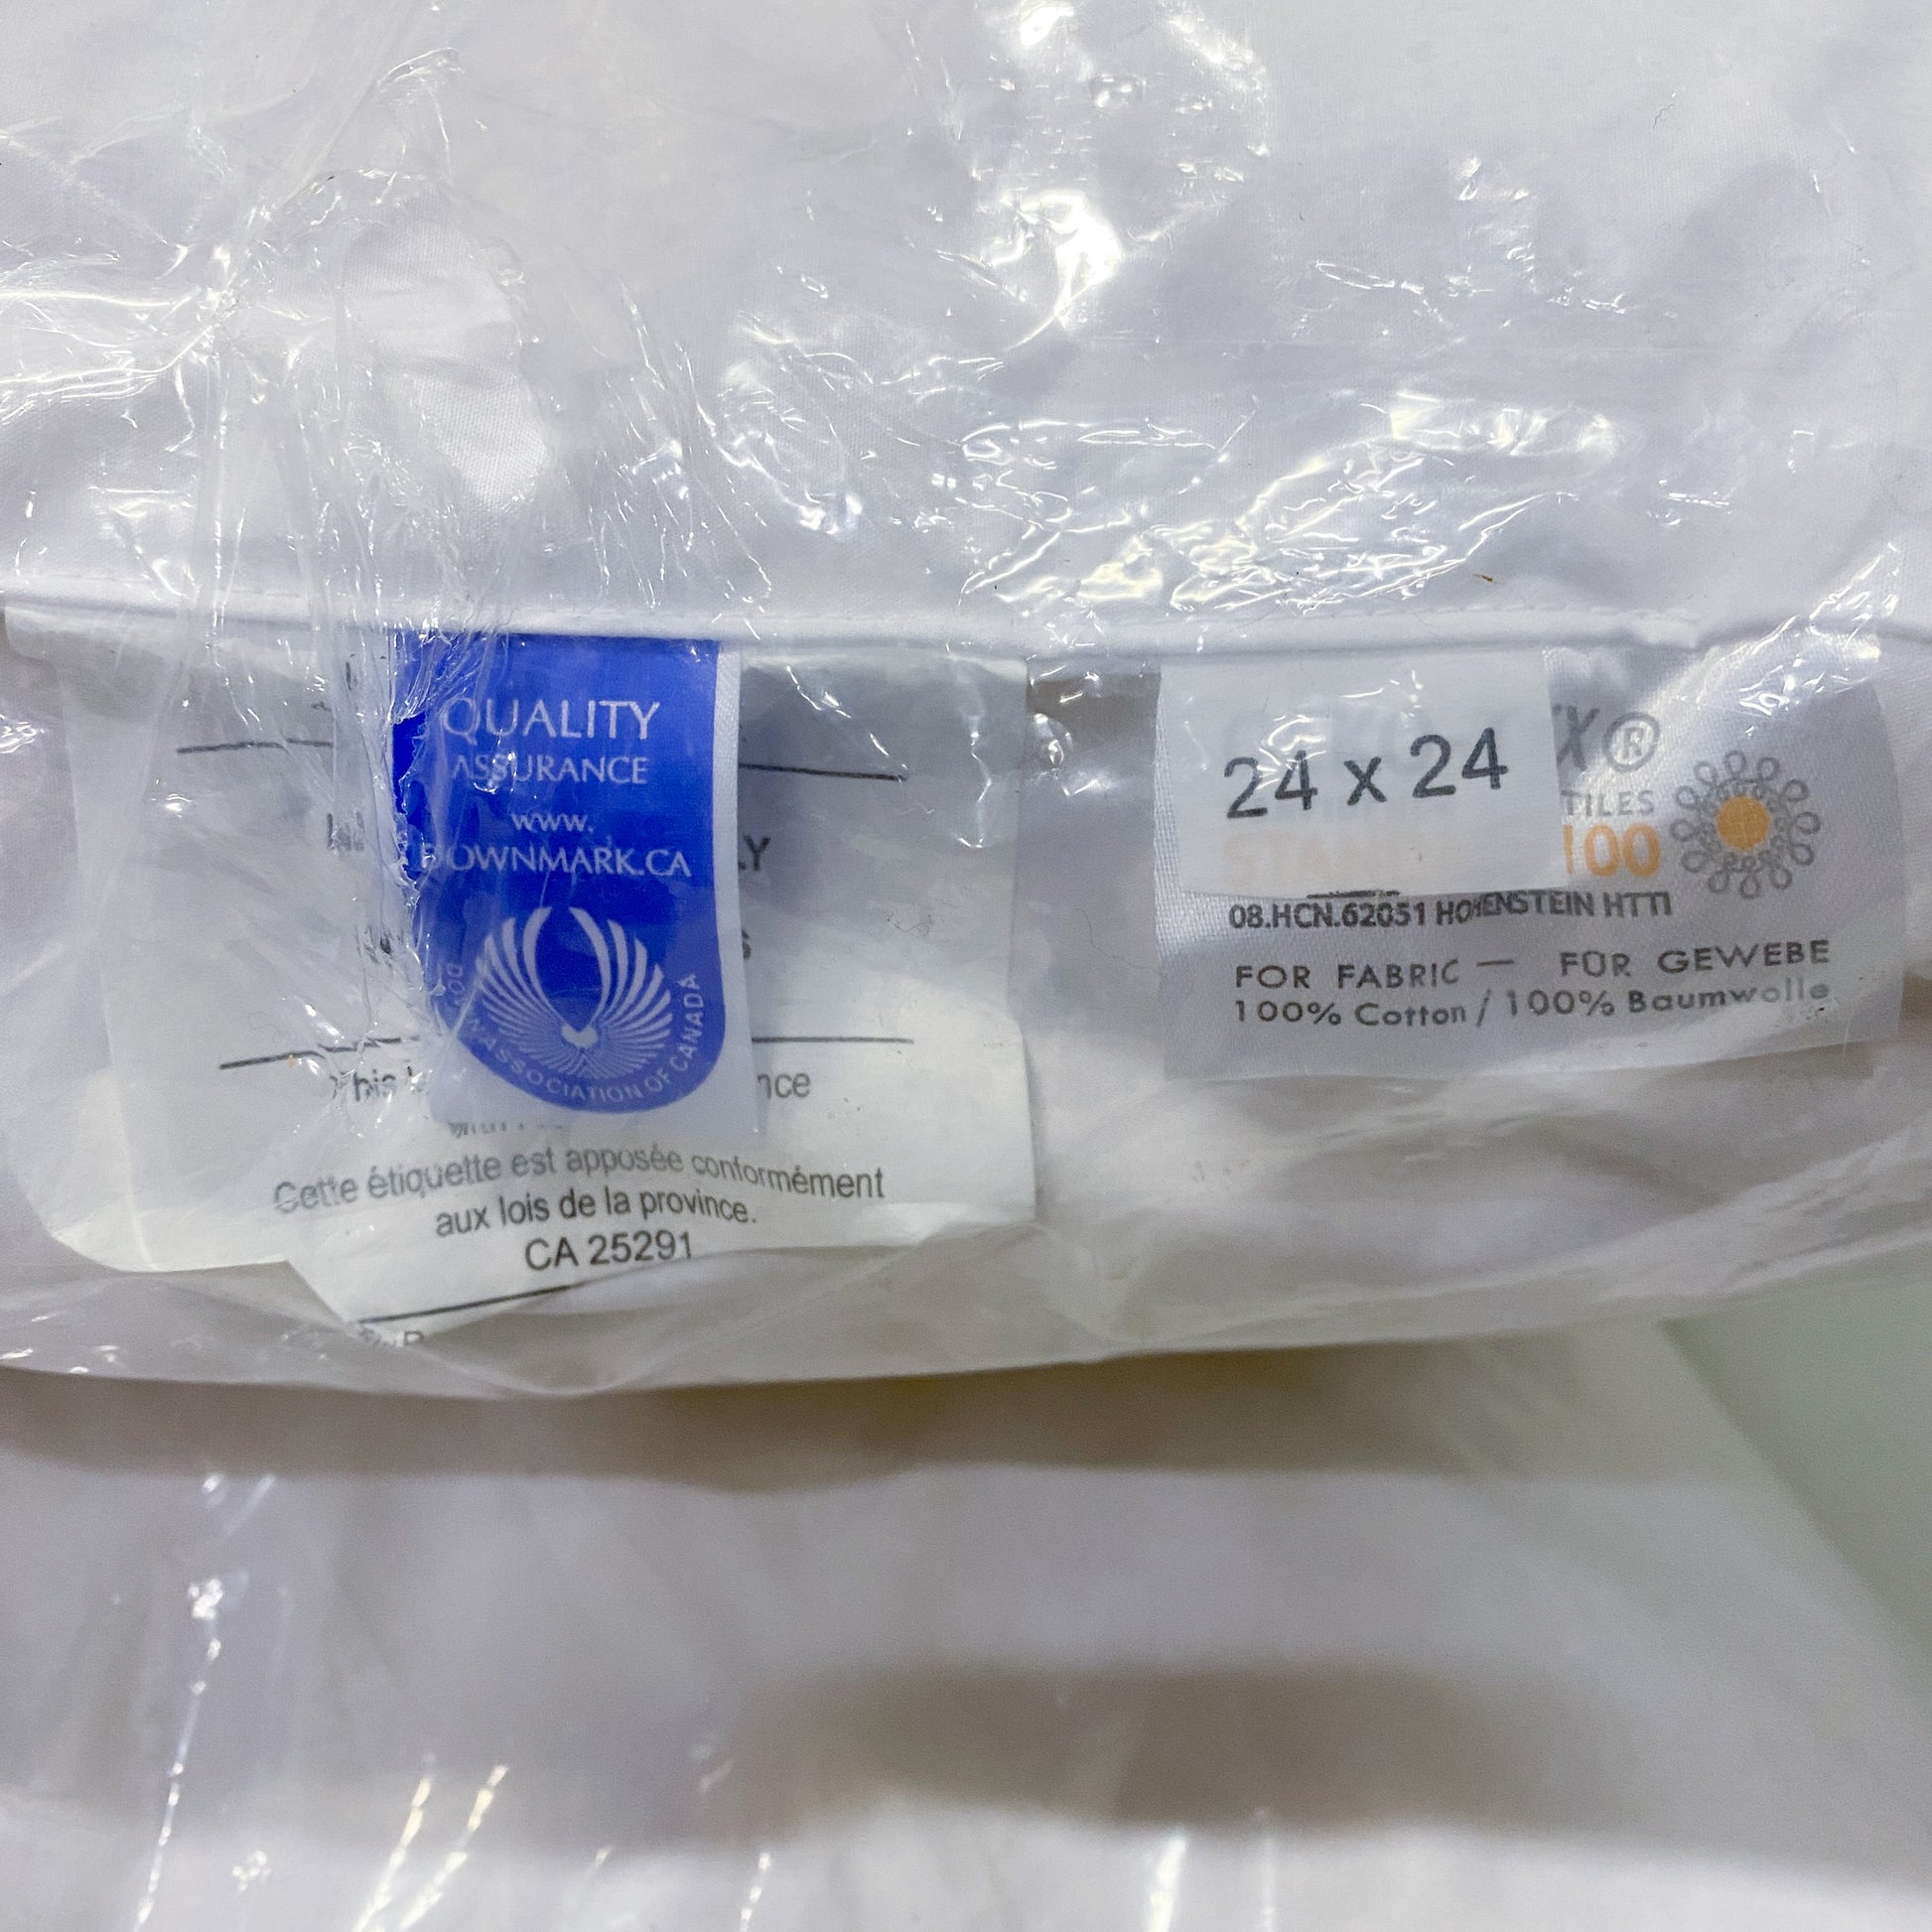 QUALITY
ASSURANCE
www.
DOWNMARK.CA
DOWN ASSOCIATION OF CANADA
Cette étiquette est apposée conformément
aux lois de la province.
CA 25291
24 x 24
X®
TILES
100
08.HCN.62051 HOHENSTEIN HTTI
FOR FABRIC — FÜR GEWEBE
100% Cotton / 100% Baumwolle